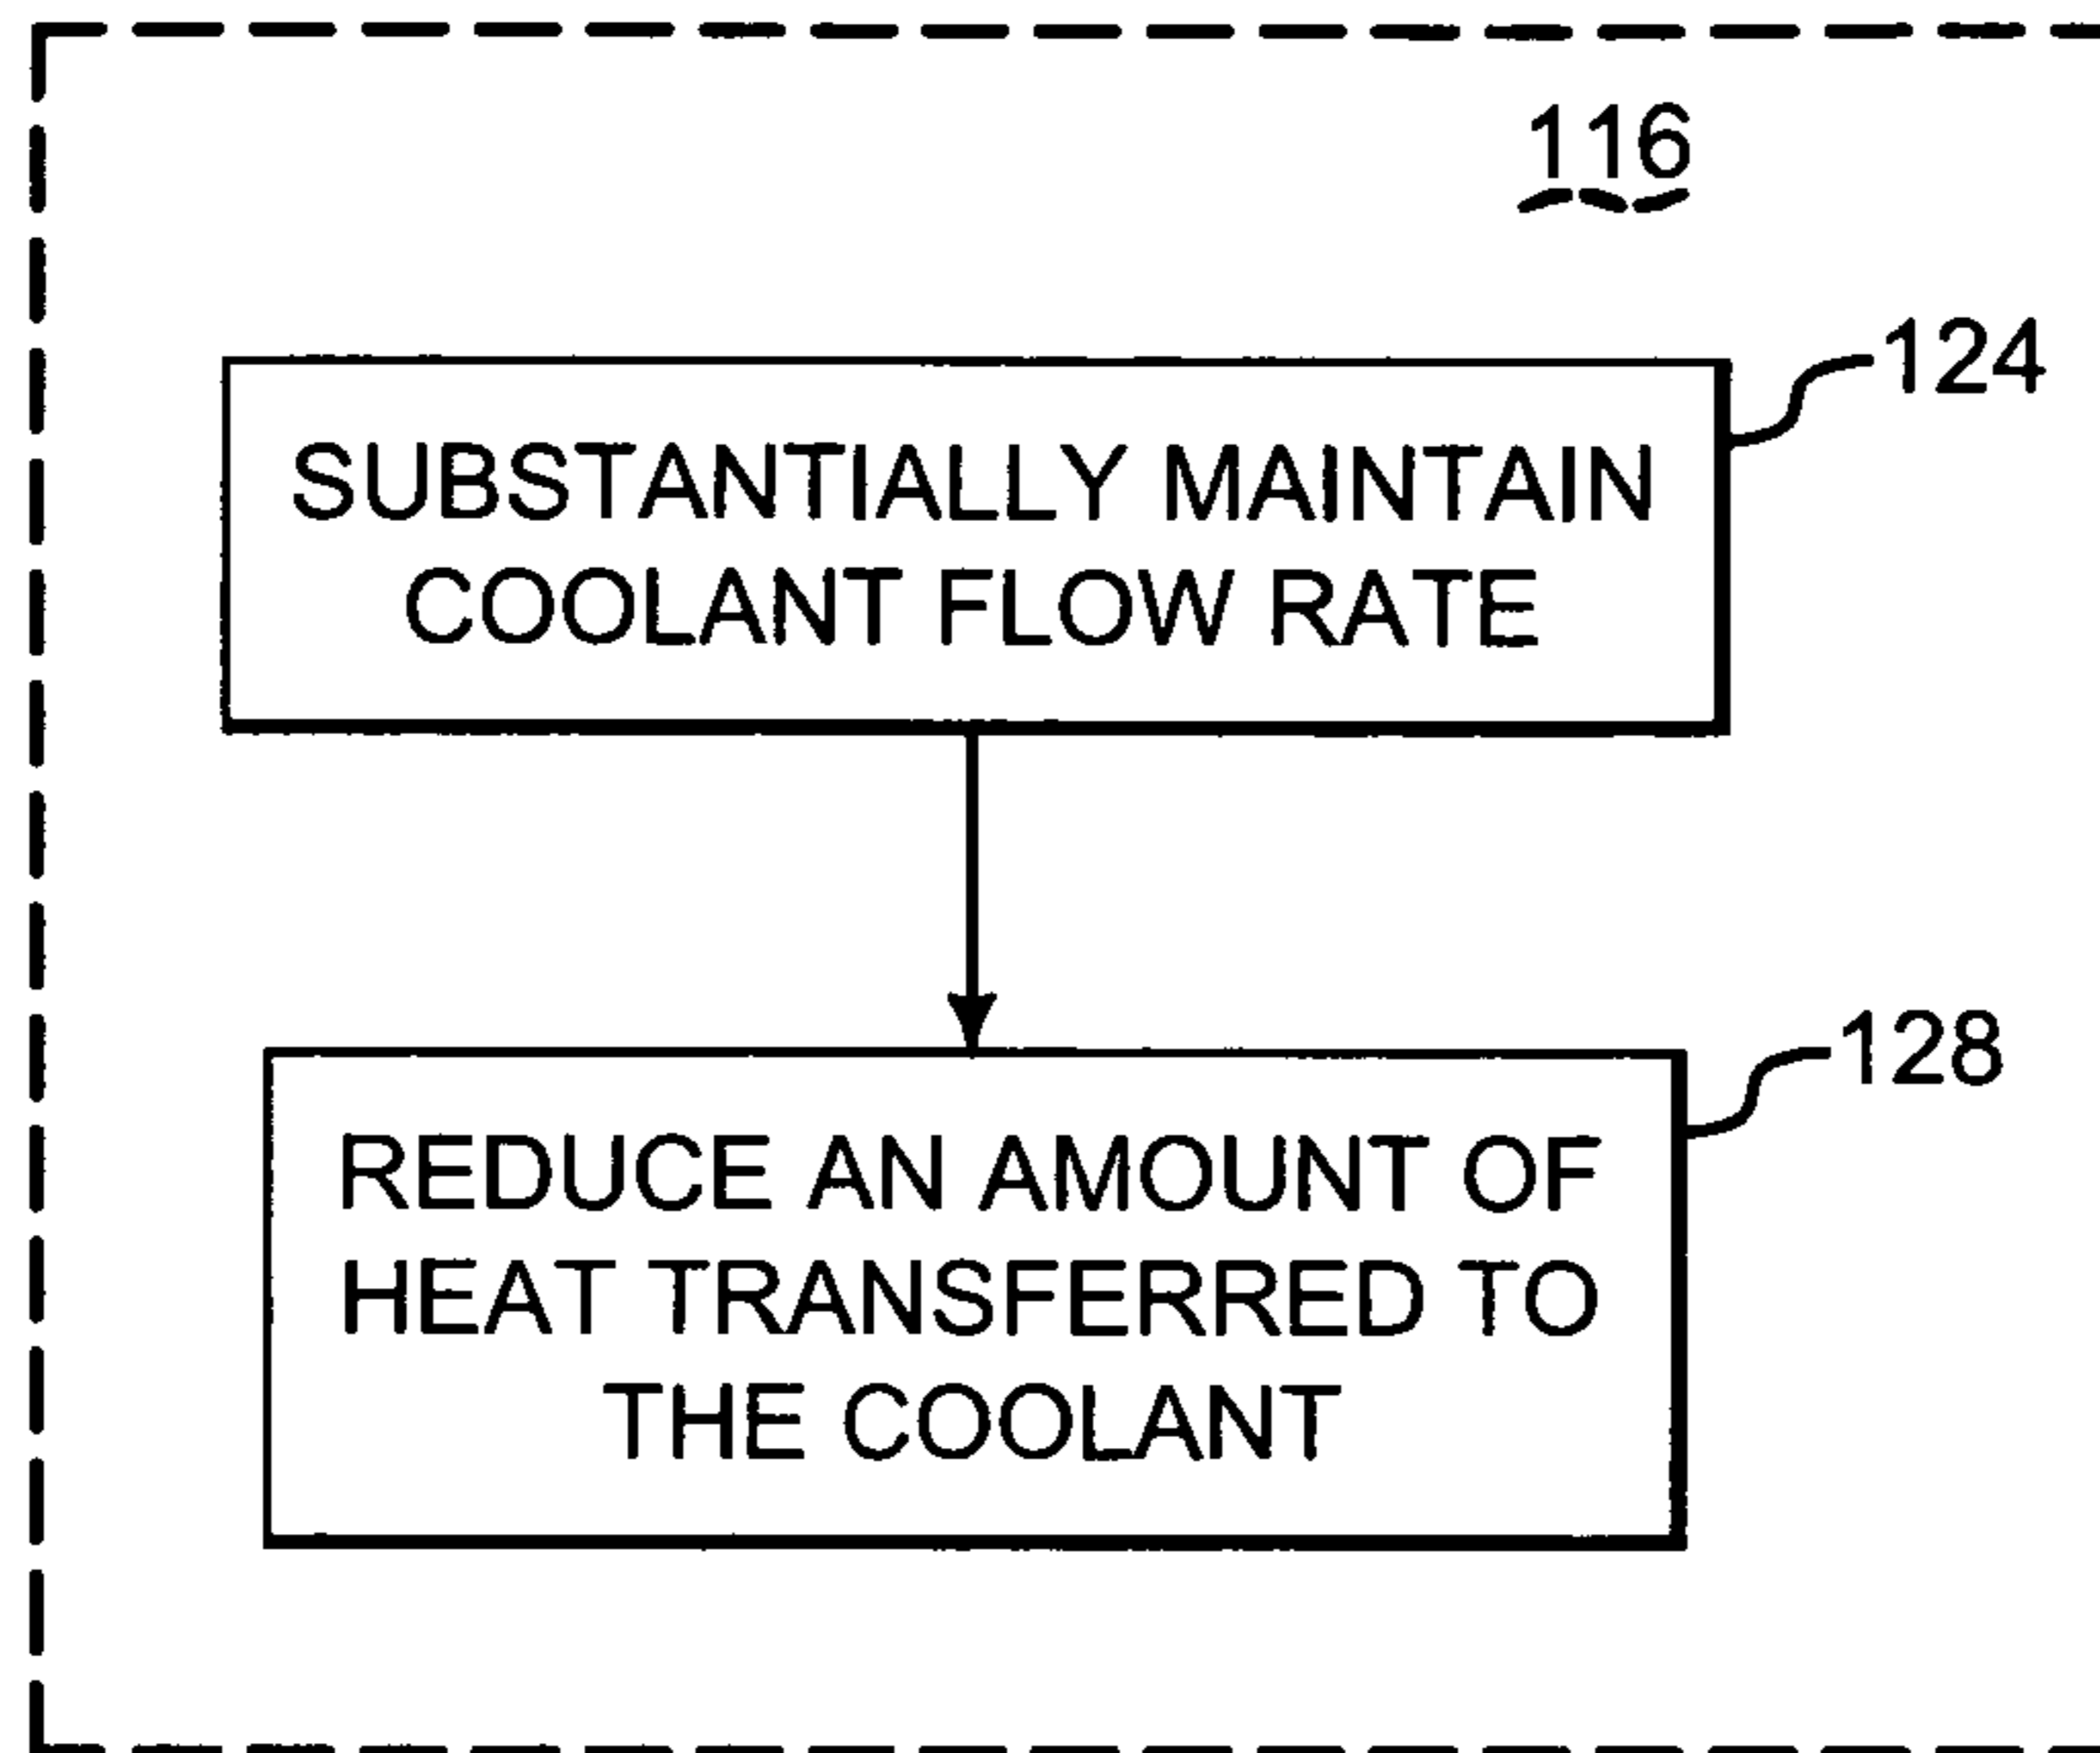 116
124
SUBSTANTIALLY MAINTAIN
COOLANT FLOW RATE
128
REDUCE AN AMOUNT OF
HEAT TRANSFERRED TO
THE COOLANT